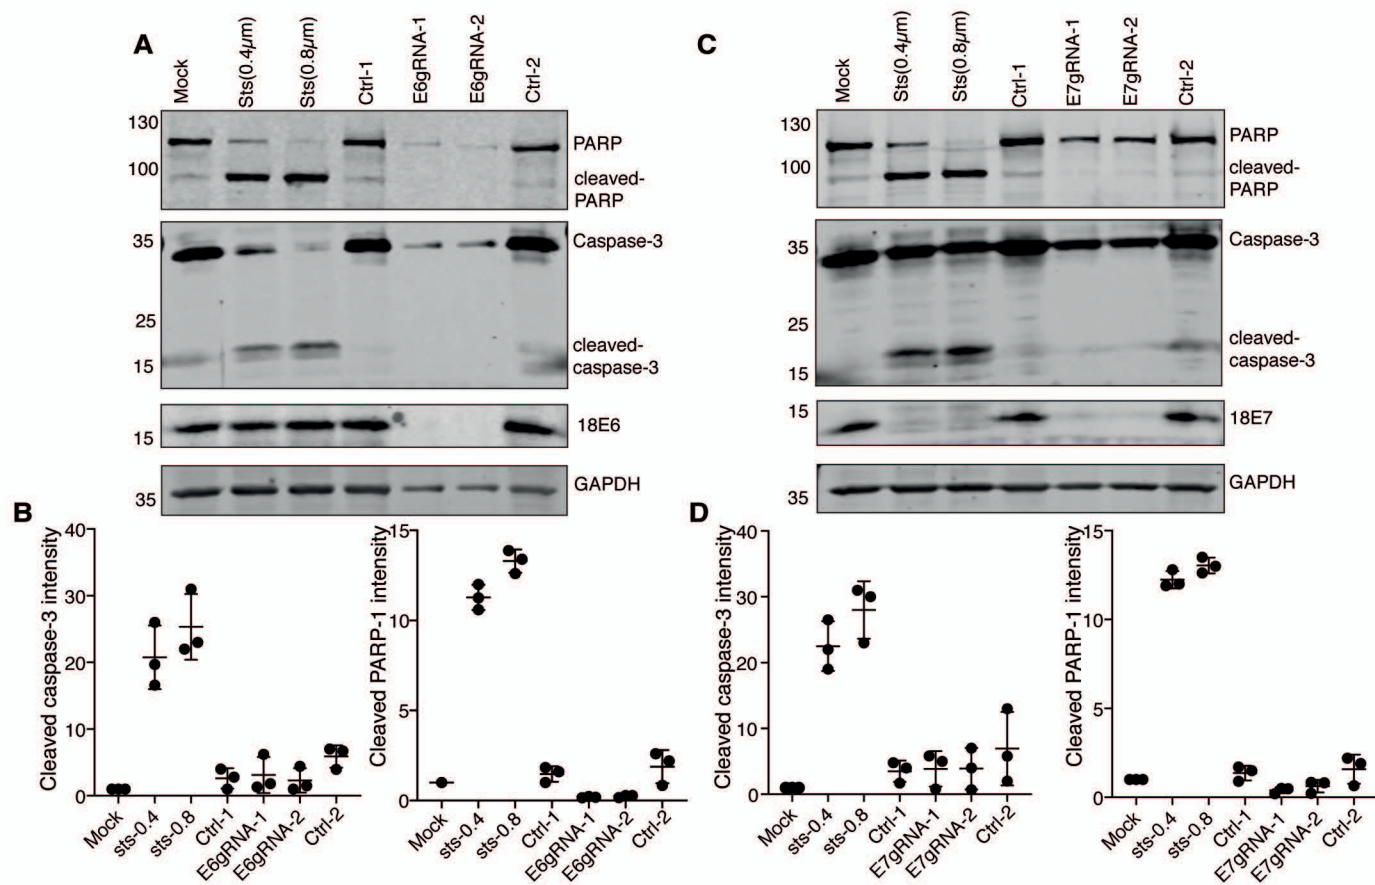 A
Mock
Sts(0.4µm)
Sts(0.8µm)
Ctrl-1
E6gRNA-1
E6gRNA-2
Ctrl-2
130
100
PARP
cleaved-
PARP
35
25
15
Caspase-3
cleaved-
caspase-3
15
18E6
35
GAPDH
C
Mock
Sts(0.4µm)
Sts(0.8µm)
Ctrl-1
E7gRNA-1
E7gRNA-2
Ctrl-2
130
100
PARP
cleaved-
PARP
35
25
15
Caspase-3
cleaved-
caspase-3
15
18E7
35
GAPDH
B
Cleaved caspase-3 intensity
40
30
20
10
0
Mock
sts-0.4
sts-0.8
Ctrl-1
E6gRNA-1
E6gRNA-2
Ctrl-2
Cleaved PARP-1 intensity
15
10
5
0
Mock
sts-0.4
sts-0.8
Ctrl-1
E6gRNA-1
E6gRNA-2
Ctrl-2
D
Cleaved caspase-3 intensity
40
30
20
10
0
Mock
sts-0.4
sts-0.8
Ctrl-1
E7gRNA-1
E7gRNA-2
Ctrl-2
Cleaved PARP-1 intensity
15
10
5
0
Mock
sts-0.4
sts-0.8
Ctrl-1
E7gRNA-1
E7gRNA-2
Ctrl-2